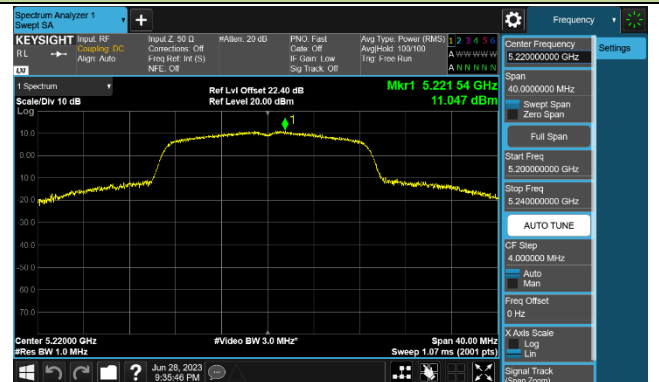 Spectrum Analyzer 1
Swept SA
Frequency
KEYSIGHT
RL
LXI
Input: RF
Coupling: DC
Align: Auto
Input Z: 50 Ω
Corrections: Off
Freq Ref: Int (S)
NFE: Off
#Atten: 20 dB
PNO: Fast
Gate: Off
IF Gain: Low
Sig Track: Off
Avg Type: Power (RMS)
Avg|Hold: 100/100
Trig: Free Run
1 2 3 4 5 6
A W W W W W
A N N N N N
1 Spectrum
Scale/Div 10 dB
Log
Ref Lvl Offset 22.40 dB
Ref Level 20.00 dBm
Mkr1 5.221 54 GHz
11.047 dBm
1
10.0
0.00
-10.0
-20.0
-30.0
-40.0
-50.0
-60.0
-70.0
Center 5.22000 GHz
#Res BW 1.0 MHz
#Video BW 3.0 MHz*
Span 40.00 MHz
Sweep 1.07 ms (2001 pts)
Jun 28, 2023
9:35:46 PM
Center Frequency
5.220000000 GHz
Settings
Span
40.0000000 MHz
Swept Span
Zero Span
Full Span
Start Freq
5.200000000 GHz
Stop Freq
5.240000000 GHz
AUTO TUNE
CF Step
4.000000 MHz
Auto
Man
Freq Offset
0 Hz
X Axis Scale
Log
Lin
Signal Track
(Span Zoom)